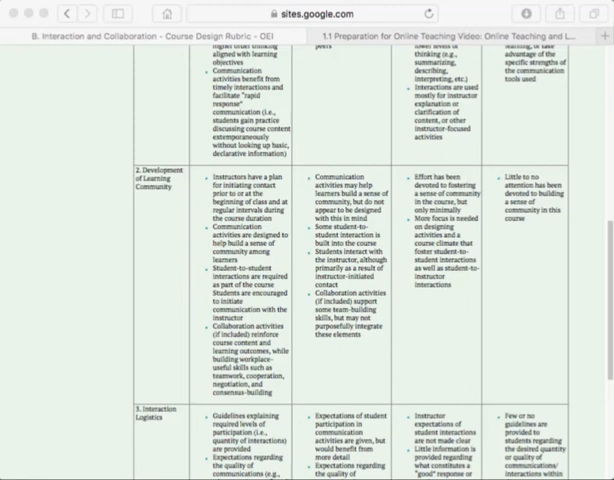 sites.google.com
B. Interaction and Collaboration - Course Design Rubric - OEI
1.1 Preparation for Online Teaching Video: Online Teaching and L...
aligned with learning
objectives
Communication
activities benefit from
timely interactions and
facilitate "rapid
response"
communication (i.e.,
students gain practice
discussing course content
extemporaneously
without looking up basic,
declarative information)
peers
thinking (e.g.,
summarizing,
describing,
interpreting, etc.)
Interactions are used
mostly for instructor
explanation or
clarification of
content, or other
instructor-focused
activities
advantage of the
specific strengths of
the communication
tools used
2. Development
of Learning
Community
Instructors have a plan
for initiating contact
prior to or at the
beginning of class and at
regular intervals during
the course duration
Communication
activities are designed to
help build a sense of
community among
learners
Student-to-student
interactions are required
as part of the course
Students are encouraged
to initiate
communication with the
instructor
Collaboration activities
(if included) reinforce
course content and
learning outcomes, while
building workplace-
useful skills such as
teamwork, cooperation,
negotiation, and
consensus-building
Communication
activities may help
learners build a sense of
community, but do not
appear to be designed
with this in mind
Some student-to-
student interaction is
built into the course
Students interact with
the instructor, although
primarily as a result of
instructor-initiated
contact
Collaboration activities
(if included) support
some team-building
skills, but may not
purposefully integrate
these elements
Effort has been
devoted to fostering
a sense of community
in the course, but
only minimally
More focus is needed
on designing
activities and a
course climate that
foster student-to-
student interactions
as well as student-to-
instructor
interactions
Little to no
attention has been
devoted to building
a sense of
community in this
course
3. Interaction
Logistics
Guidelines explaining
required levels of
participation (i.e.,
quantity of interactions)
are provided
Expectations regarding
the quality of
communications (e.g.,
Expectations of student
participation in
communication
activities are given, but
would benefit from
more detail
Expectations regarding
the quality of
Instructor
expectations of
student interactions
are not made clear
Little information is
provided regarding
what constitutes a
"good" response or
Few or no
guidelines are
provided to
students regarding
the desired quantity
or quality of
communications/
interactions within